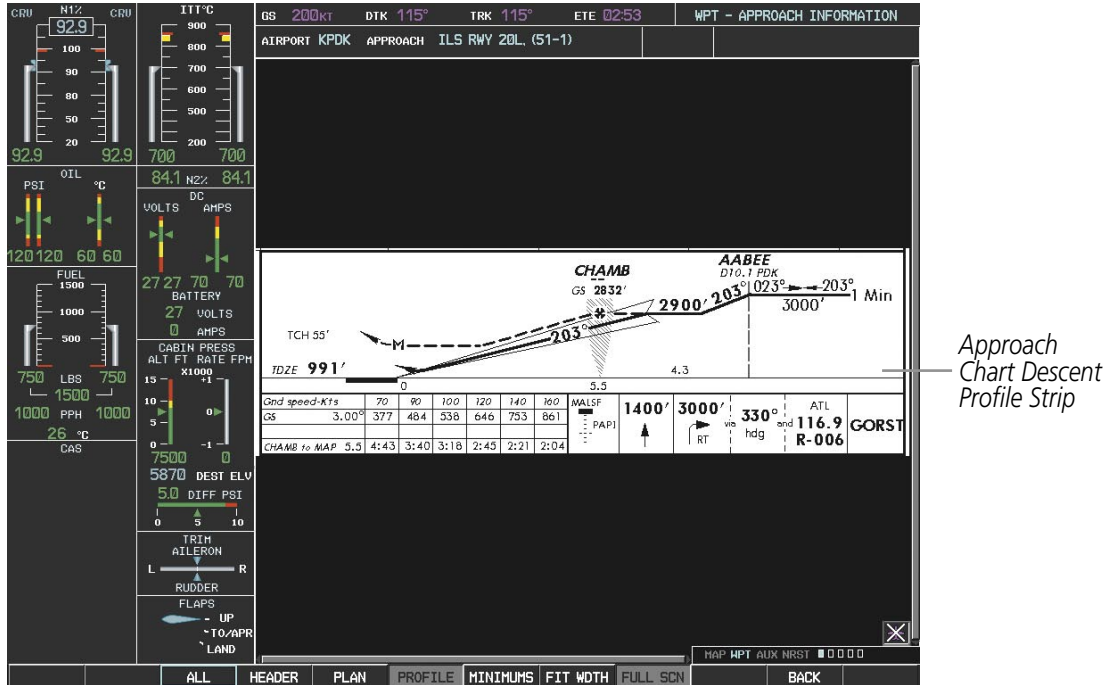 GS 200KT DTK 115° TRK 115° ETE 02:53 WPT - APPROACH INFORMATION
AIRPORT KPDK APPROACH ILS RWY 20L, (51-1)
CRU N1% CRU
92.9
100
90
80
50
20
92.9 92.9
ITT°C
900
800
700
600
500
200
700 700
84.1 N2% 84.1
OIL
PSI °C
120 120 60 60
DC
VOLTS AMPS
27 27 70 70
BATTERY
27 VOLTS
0 AMPS
FUEL
1500
1000
500
750 LBS 750
1500
1000 PPH 1000
26 °C
CAS
CABIN PRESS
ALT FT RATE FPM
X1000
15 +1
10
5 0
0 -1
7500 0
5870 DEST ELV
5.0 DIFF PSI
0 5 10
TRIM
AILERON
L R
RUDDER
FLAPS
UP
TO/APR
LAND
CHAMB
GS 2832'
AABEE
D10.1 PDK
203° 023° 203°
2900' 3000' 1 Min
203°
TCH 55'
M
TDZE 991'
0 5.5 4.3
Gnd speed-Kts 70 90 100 120 140 160
GS 3.00° 377 484 538 646 753 861
CHAMB to MAP 5.5 4:43 3:40 3:18 2:45 2:21 2:04
MALSF
PAPI
1400'
3000'
RT
via 330° hdg and
ATL
116.9
R-006
GORST
Approach
Chart Descent
Profile Strip
MAP WPT AUX NRST
ALL HEADER PLAN PROFILE MINIMUMS FIT WDTH FULL SCN BACK